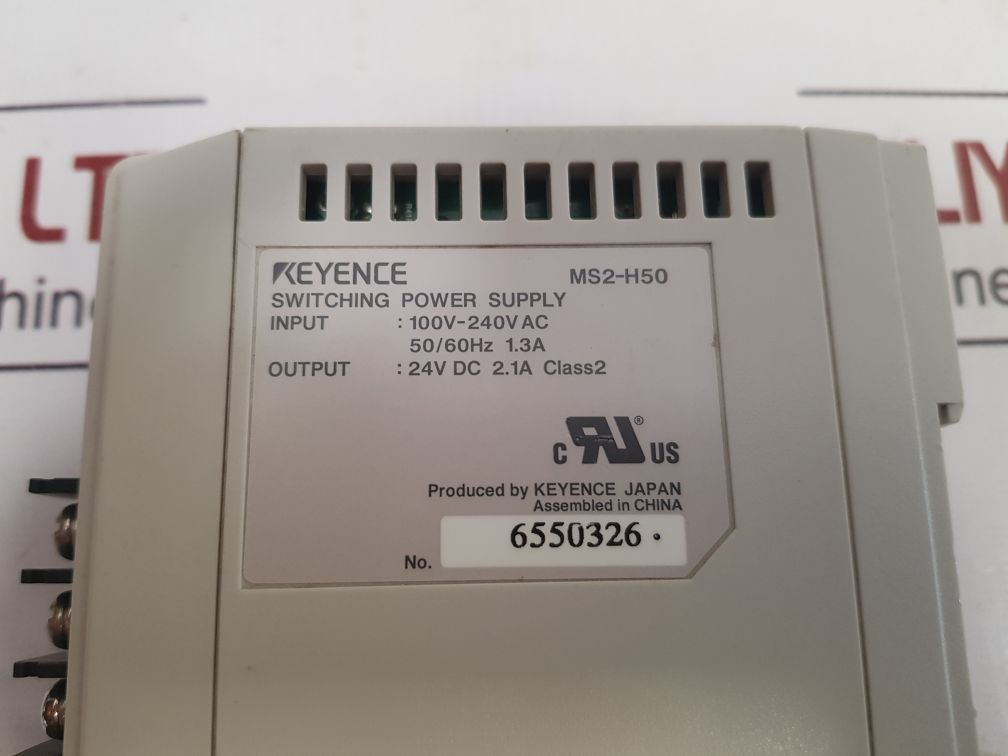 KEYENCE MS2-H50
SWITCHING POWER SUPPLY
INPUT : 100V-240V AC
50/60Hz 1.3A
OUTPUT : 24V DC 2.1A Class2
C RU ® US
Produced by KEYENCE JAPAN
Assembled in CHINA
No. 6550326